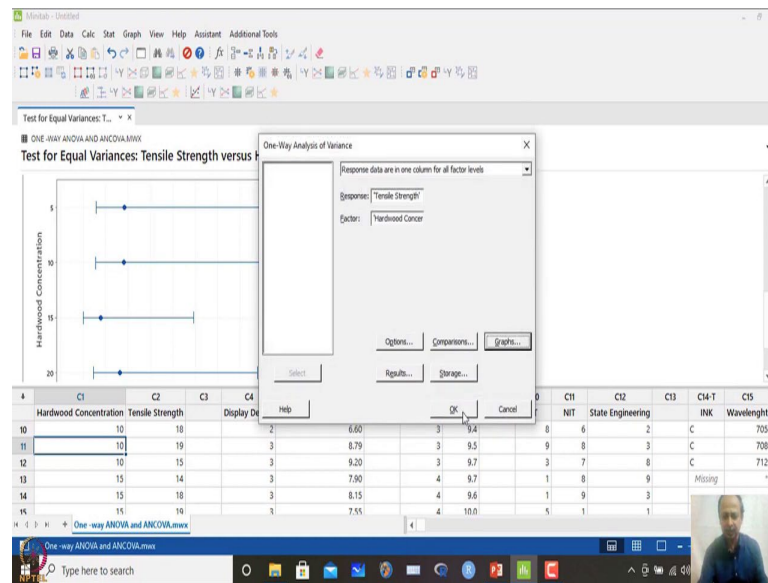 Minitab - Untitled
File Edit Data Calc Stat Graph View Help Assistant Additional Tools
Test for Equal Variances: T...
ONE -WAY ANOVA AND ANCOVA.MWX
Test for Equal Variances: Tensile Strength versus H
Hardwood Concentration
5
10
15
20
One-Way Analysis of Variance
Response data are in one column for all factor levels
Response: 'Tensile Strength'
Factor: 'Hardwood Concer
Options... Comparisons... Graphs...
Select Results... Storage...
Help OK Cancel
C1 C2 C3 C4 C11 C12 C13 C14-T C15
Hardwood Concentration Tensile Strength Display De NIT State Engineering INK Wavelenght
10 10 18 2 6.60 3 9.4 8 6 2 C 705
11 10 19 3 8.79 3 9.5 9 8 3 C 708
12 10 15 3 9.20 3 9.7 3 7 8 C 712
13 15 14 3 7.90 4 9.7 1 8 9 Missing *
14 15 18 3 8.15 4 9.6 1 9 3
15 15 19 3 7.55 4 10.0 5 1 1
One -way ANOVA and ANCOVA.mwx
One -way ANOVA and ANCOVA.mwx
Type here to search
NPTEL